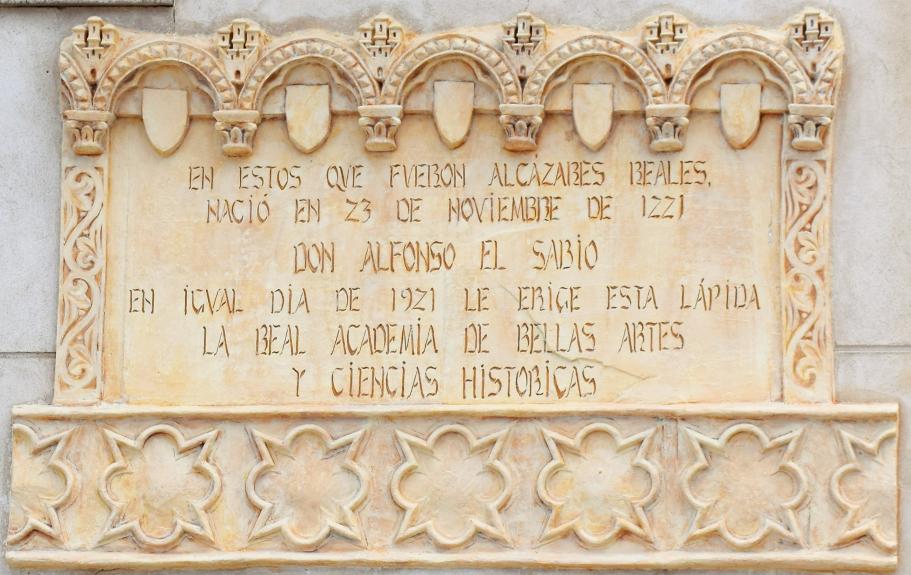 EN ESTOS QVE FVERON ALCÁZARES REALES,
NACIÓ EN 23 DE NOVIEMBRE DE 1221
DON ALFONSO EL SABIO
EN IGVAL DIA DE 1921 LE ERIGE ESTA LÁPIDA
LA REAL ACADEMIA DE BELLAS ARTES
Y CIENCIAS HISTORICAS